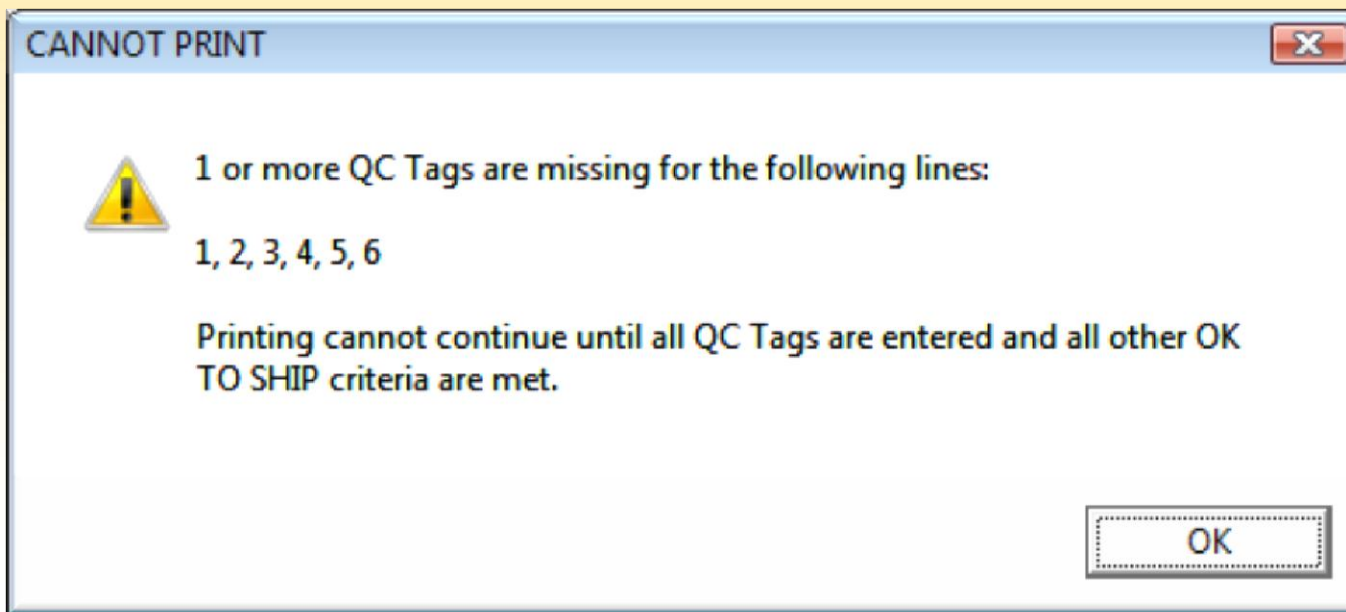 CANNOT PRINT
1 or more QC Tags are missing for the following lines:
1, 2, 3, 4, 5, 6
Printing cannot continue until all QC Tags are entered and all other OK
TO SHIP criteria are met.
OK